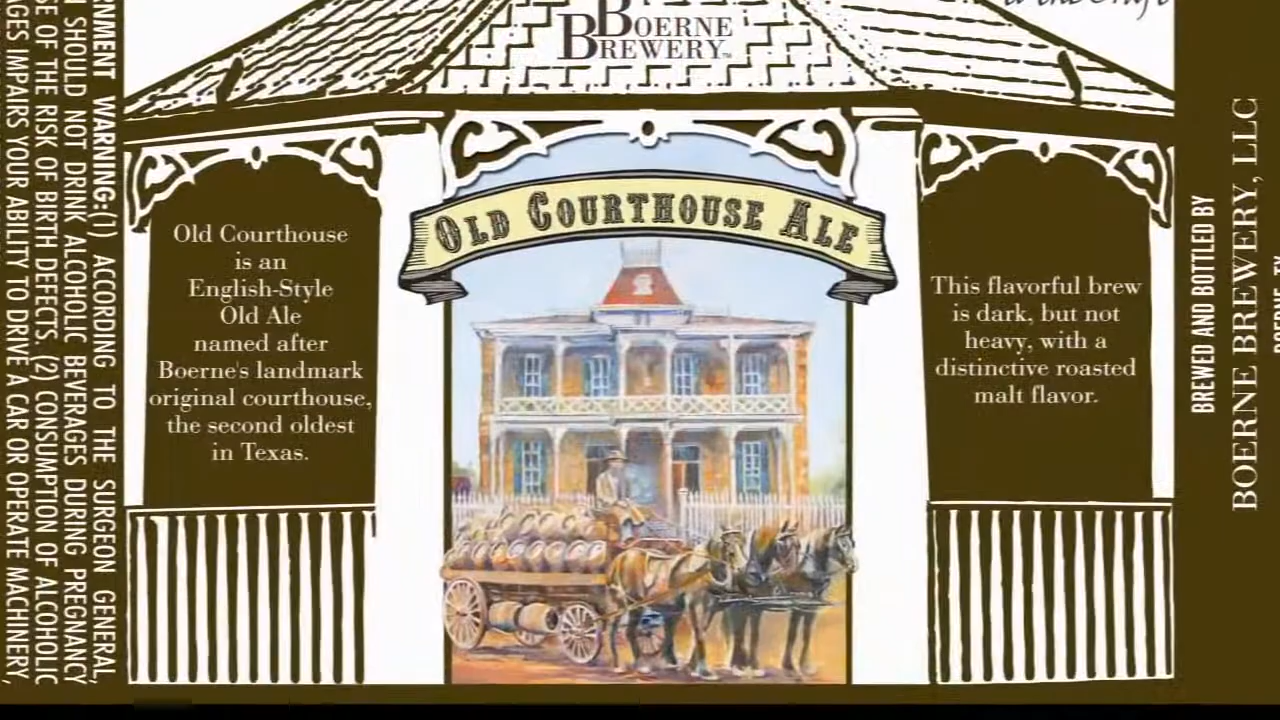 RNMENT WARNING:(1) ACCORDING TO THE SURGEON GENERAL,
SHOULD NOT DRINK ALCOHOLIC BEVERAGES DURING PREGNANCY
OF THE RISK OF BIRTH DEFECTS. (2) CONSUMPTION OF ALCOHOLIC
AGES IMPAIRS YOUR ABILITY TO DRIVE A CAR OR OPERATE MACHINERY,
BOERNE
BREWERY
OLD COURTHOUSE ALE
Old Courthouse
is an
English-Style
Old Ale
named after
Boerne's landmark
original courthouse,
the second oldest
in Texas.
This flavorful brew
is dark, but not
heavy, with a
distinctive roasted
malt flavor.
BREWED AND BOTTLED BY
BOERNE BREWERY, LLC